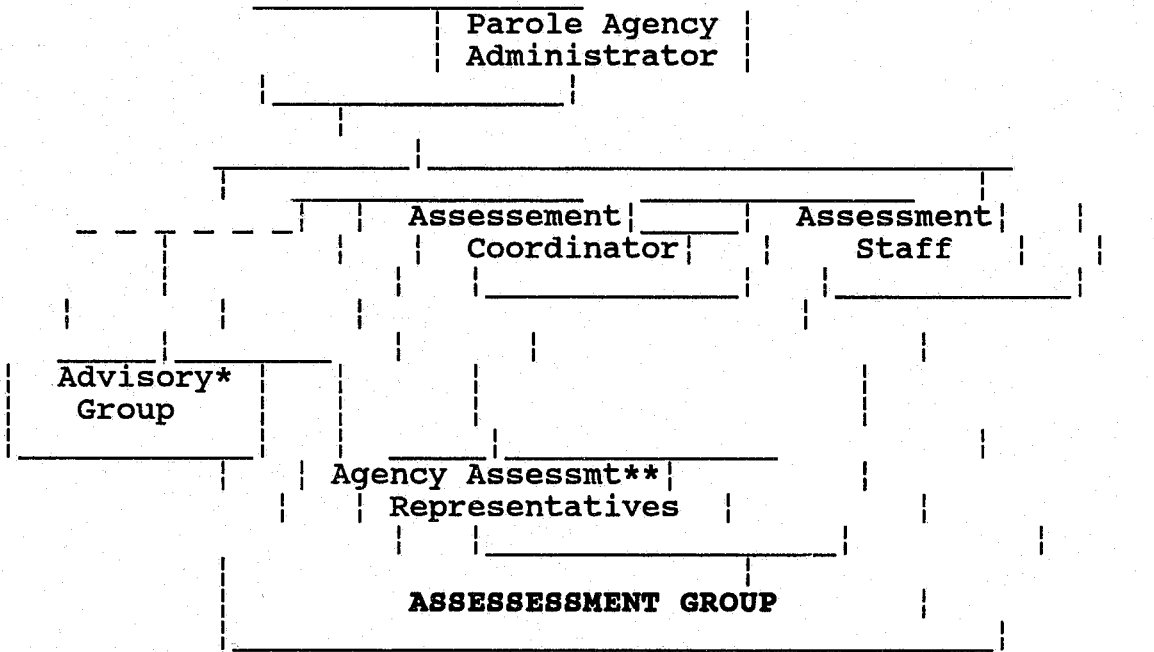 Parole Agency
Administrator
Assessement Assessment
Coordinator Staff
Advisory*
Group
Agency Assessmt**
Representatives
ASSESSESSMENT GROUP